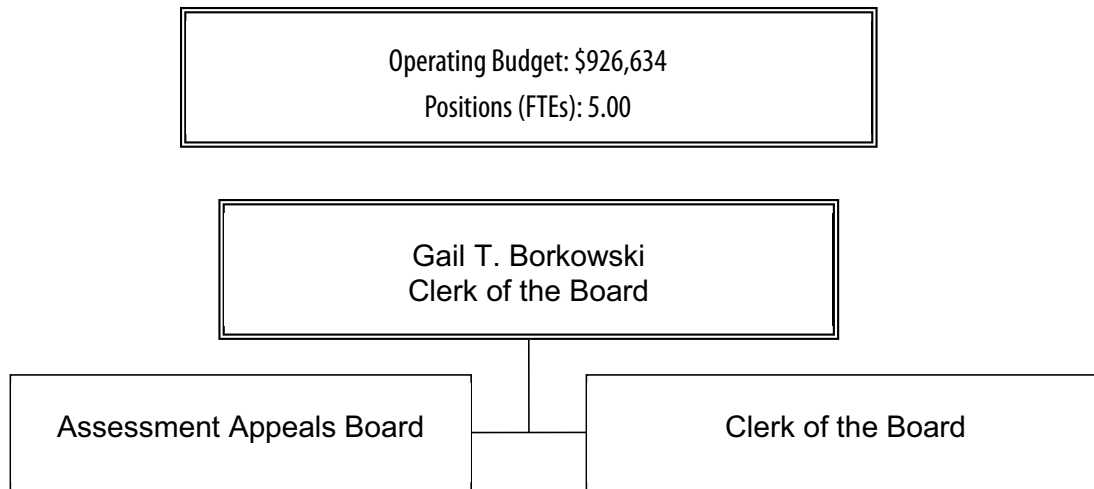 Operating Budget: $926,634
Positions (FTEs): 5.00
Gail T. Borkowski
Clerk of the Board
Assessment Appeals Board
Clerk of the Board